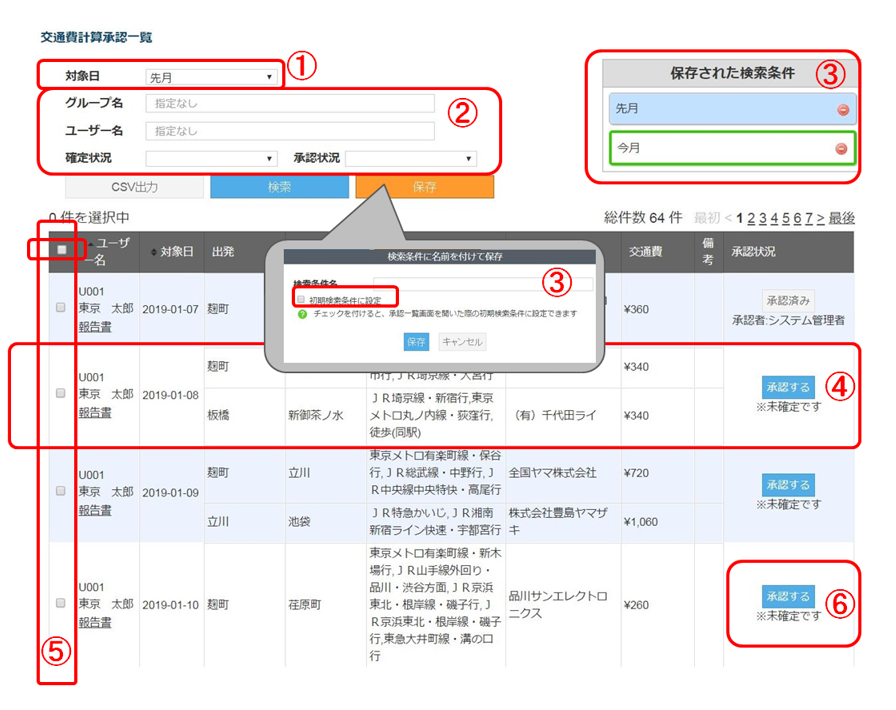 交通費計算承認一覧
対象日 先月 ①
グループ名 指定なし ②
ユーザー名 指定なし
確定状況 承認状況
CSV出力 検索 保存
保存された検索条件 ③
先月
今月
0 件を選択中
総件数 64 件 最初 < 1 2 3 4 5 6 7 > 最後
ユーザー名 対象日 出発 交通費 備考 承認状況
検索条件に名前を付けて保存
検索条件名 ③
初期検索条件に設定
チェックを付けると、承認一覧画面を開いた際の初期検索条件に設定できます
保存 キャンセル
U001
東京 太郎
報告書
2019-01-07 麹町 ¥360
承認済み
承認者:システム管理者
U001
東京 太郎
報告書
2019-01-08
麹町
市行,ＪＲ埼京線・大宮行
¥340
板橋 新御茶ノ水
ＪＲ埼京線・新宿行,東京
メトロ丸ノ内線・荻窪行,
徒歩(同駅)
（有）千代田ライ ¥340
承認する ④
※未確定です
U001
東京 太郎
報告書
2019-01-09
麹町 立川
東京メトロ有楽町線・保谷
行,ＪＲ総武線・中野行,Ｊ
Ｒ中央線中央特快・高尾行
全国ヤマ株式会社 ¥720
立川 池袋
ＪＲ特急かいじ,ＪＲ湘南
新宿ライン快速・宇都宮行
株式会社豊島ヤマザ
キ
¥1,060
承認する
※未確定です
U001
東京 太郎
報告書
2019-01-10 麹町 荏原町
東京メトロ有楽町線・新木
場行,ＪＲ山手線外回り・
品川・渋谷方面,ＪＲ京浜
東北・根岸線・磯子行,Ｊ
Ｒ京浜東北・根岸線・磯子
行,東急大井町線・溝の口
行
品川サンエレクトロ
ニクス
¥260
承認する ⑥
※未確定です
⑤